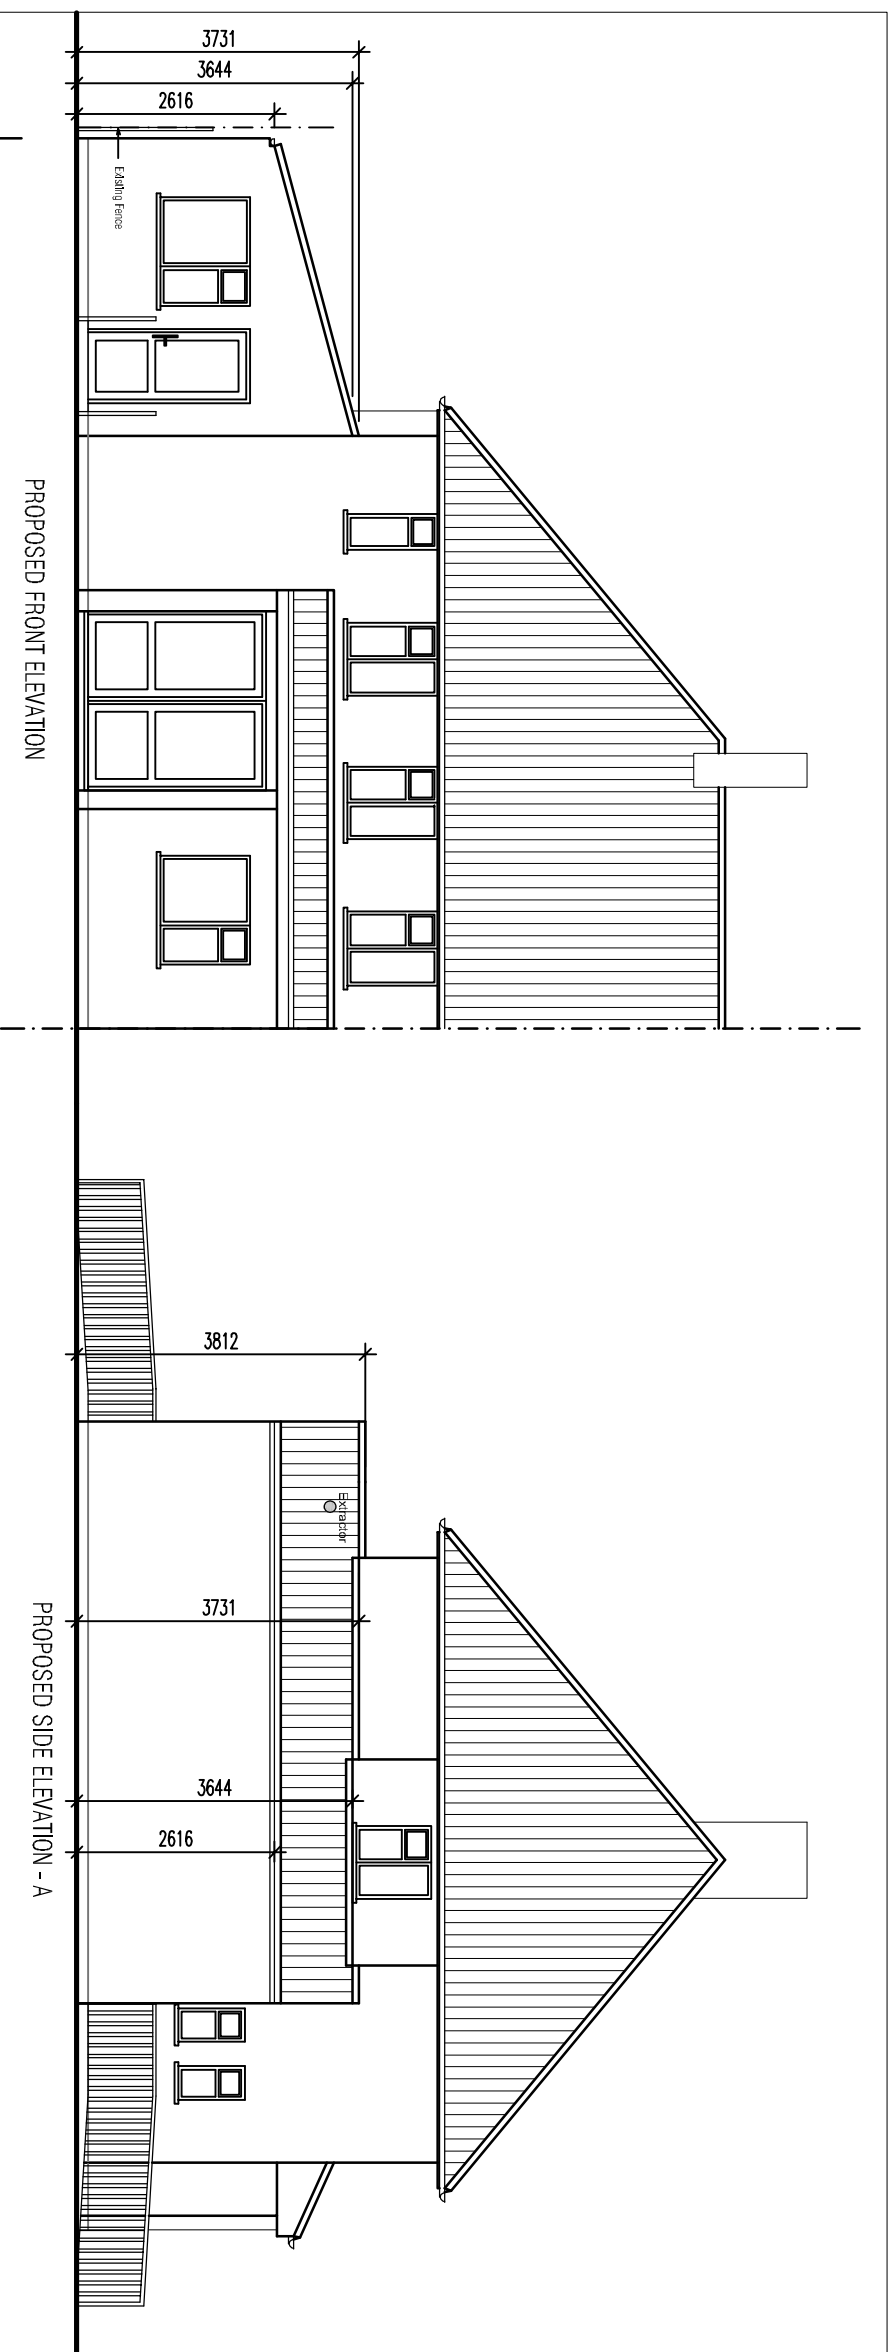 3731
3644
2616
Existing Fence
PROPOSED FRONT ELEVATION
3812
Extractor
3731
3644
2616
PROPOSED SIDE ELEVATION - A